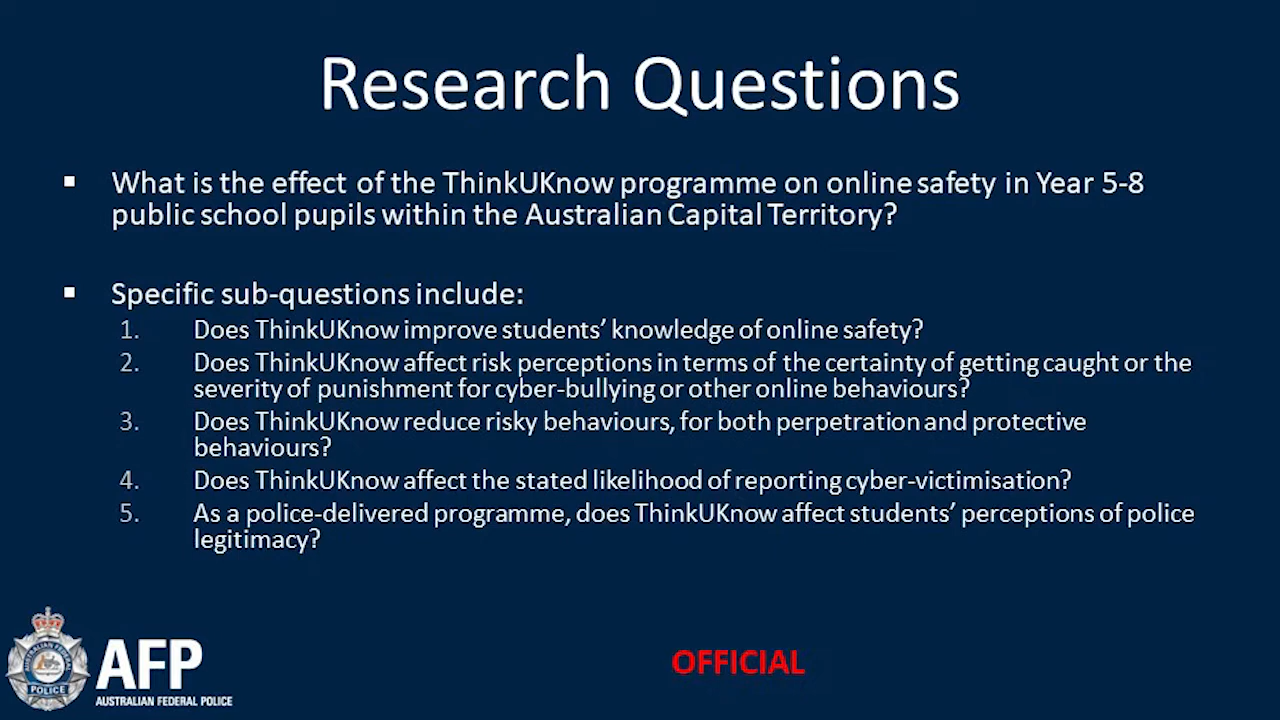 Research Questions
▪ What is the effect of the ThinkUKnow programme on online safety in Year 5-8
public school pupils within the Australian Capital Territory?
▪ Specific sub-questions include:
1. Does ThinkUKnow improve students’ knowledge of online safety?
2. Does ThinkUKnow affect risk perceptions in terms of the certainty of getting caught or the
severity of punishment for cyber-bullying or other online behaviours?
3. Does ThinkUKnow reduce risky behaviours, for both perpetration and protective
behaviours?
4. Does ThinkUKnow affect the stated likelihood of reporting cyber-victimisation?
5. As a police-delivered programme, does ThinkUKnow affect students’ perceptions of police
legitimacy?
AUSTRALIAN FEDERAL
POLICE
AFP
AUSTRALIAN FEDERAL POLICE
OFFICIAL